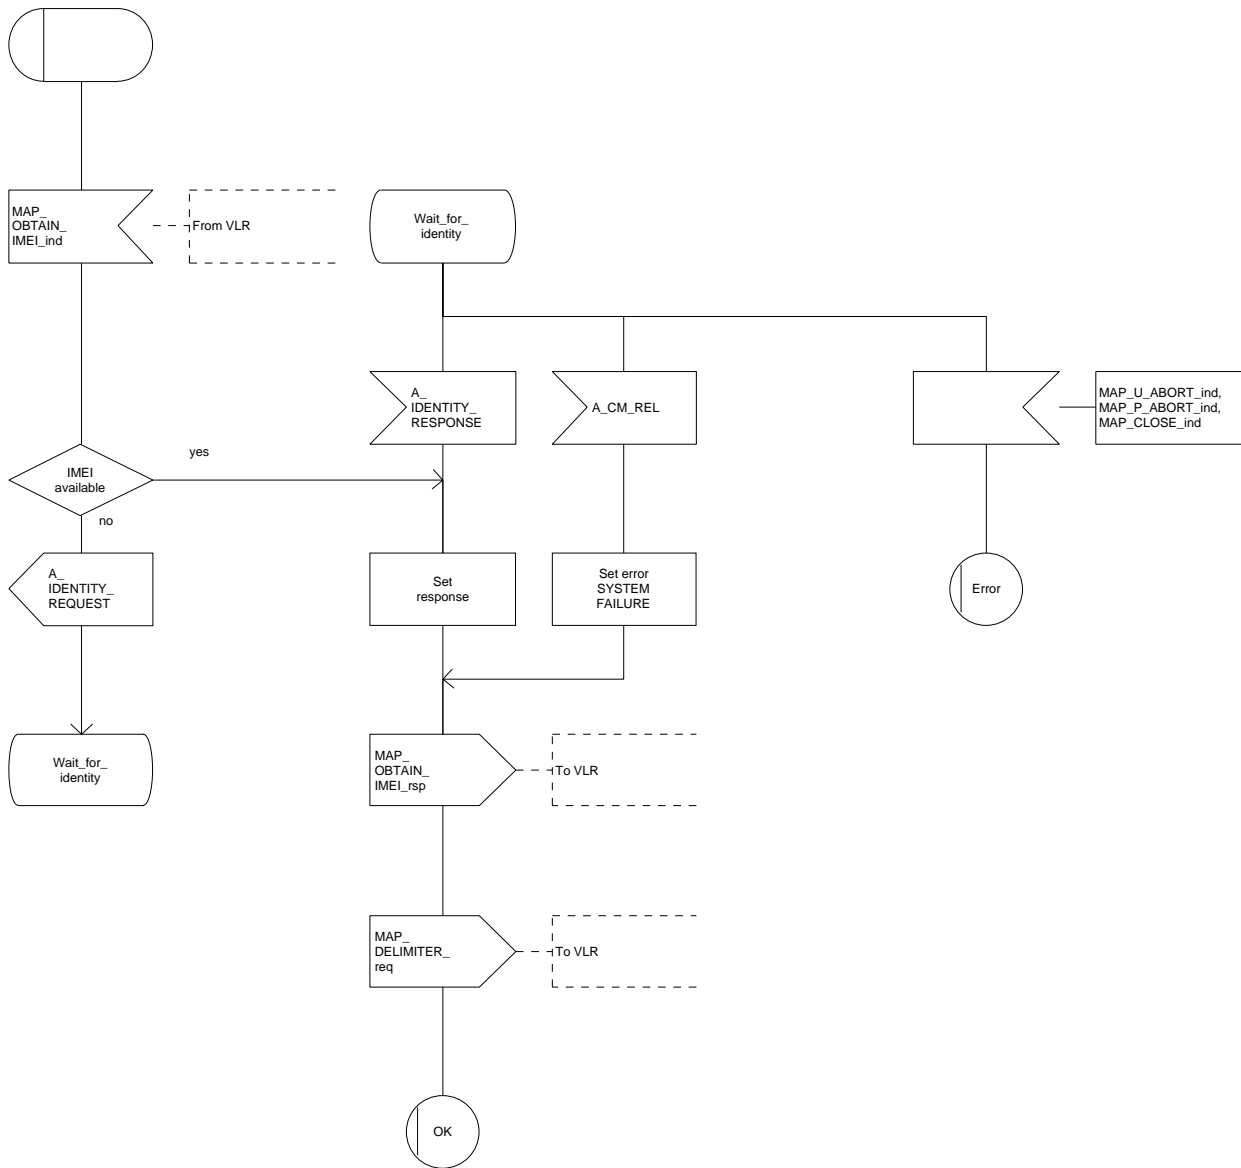 MAP_
OBTAIN_
IMEI_ind
From VLR
Wait_for_
identity
A_
IDENTITY_
RESPONSE
A_CM_REL
MAP_U_ABORT_ind,
MAP_P_ABORT_ind,
MAP_CLOSE_ind
IMEI
available
yes
no
A_
IDENTITY_
REQUEST
Set
response
Set error
SYSTEM
FAILURE
Error
Wait_for_
identity
MAP_
OBTAIN_
IMEI_rsp
To VLR
MAP_
DELIMITER_
req
To VLR
OK